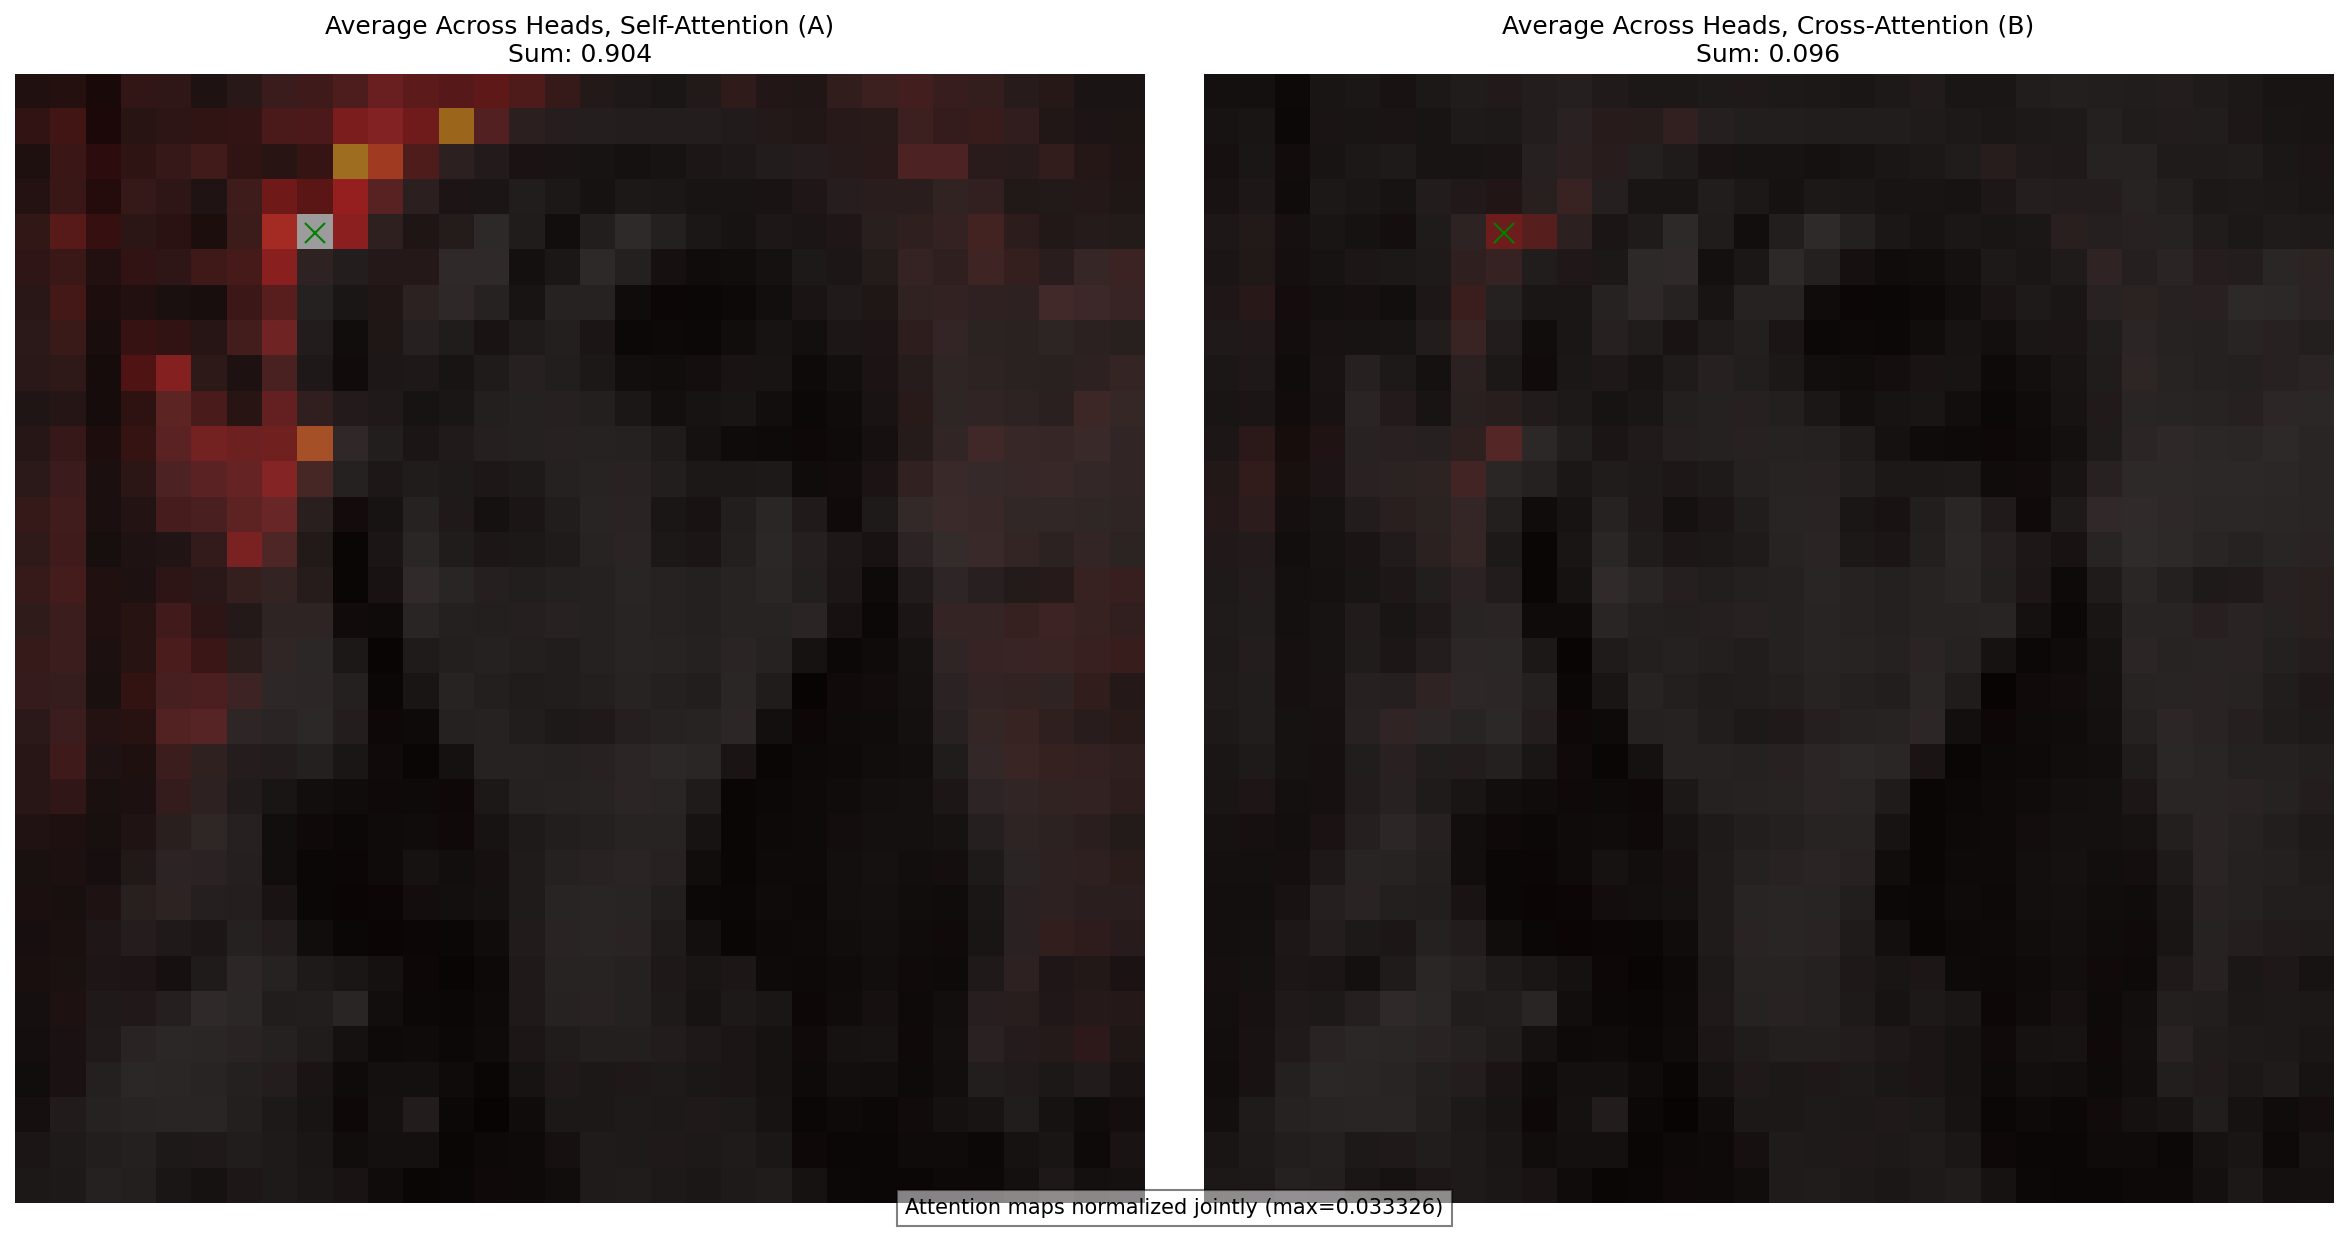 Average Across Heads, Self-Attention (A)
Sum: 0.904
Average Across Heads, Cross-Attention (B)
Sum: 0.096
Attention maps normalized jointly (max=0.033326)